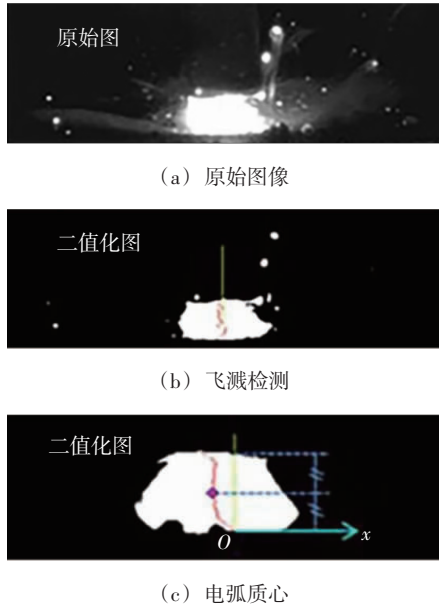 原始图
（a） 原始图像
二值化图
（b） 飞溅检测
二值化图
O
x
（c） 电弧质心